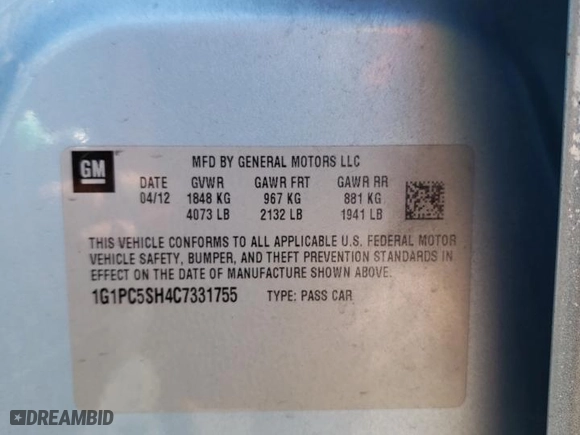 GM
MFD BY GENERAL MOTORS LLC
DATE GVWR GAWR FRT GAWR RR
04/12 1848 KG 967 KG 881 KG
4073 LB 2132 LB 1941 LB
THIS VEHICLE CONFORMS TO ALL APPLICABLE U.S. FEDERAL MOTOR
VEHICLE SAFETY, BUMPER, AND THEFT PREVENTION STANDARDS IN
EFFECT ON THE DATE OF MANUFACTURE SHOWN ABOVE.
1G1PC5SH4C7331755 TYPE: PASS CAR
DREAMBID